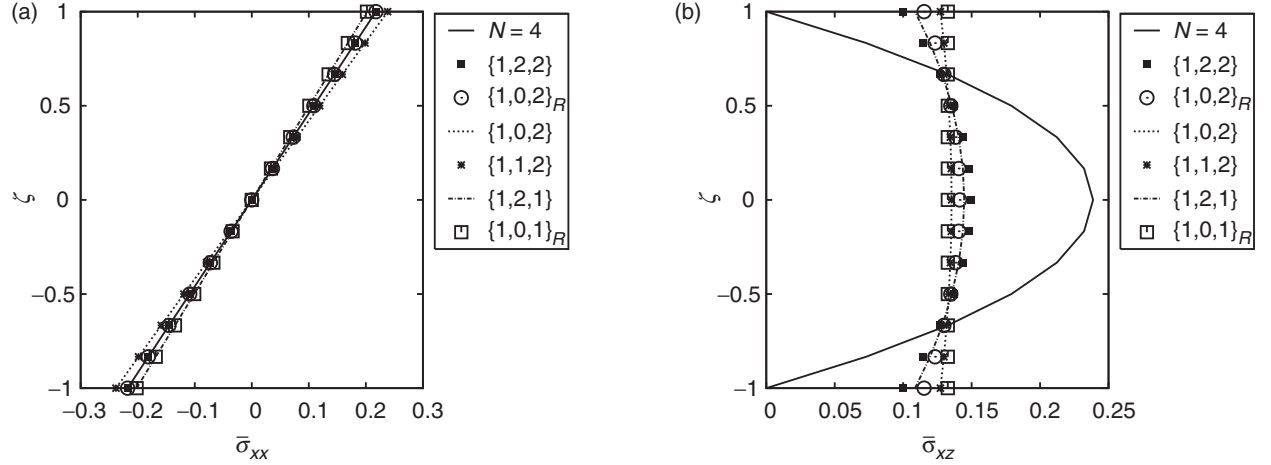 (a)
1
0.5
0
−0.5
−1
ζ
−0.3 −0.2 −0.1 0 0.1 0.2 0.3
σ̅xx
N = 4
{1,2,2}
{1,0,2}R
{1,0,2}
{1,1,2}
{1,2,1}
{1,0,1}R
(b)
1
0.5
0
−0.5
−1
ζ
0 0.05 0.1 0.15 0.2 0.25
σ̅xz
N = 4
{1,2,2}
{1,0,2}R
{1,0,2}
{1,1,2}
{1,2,1}
{1,0,1}R